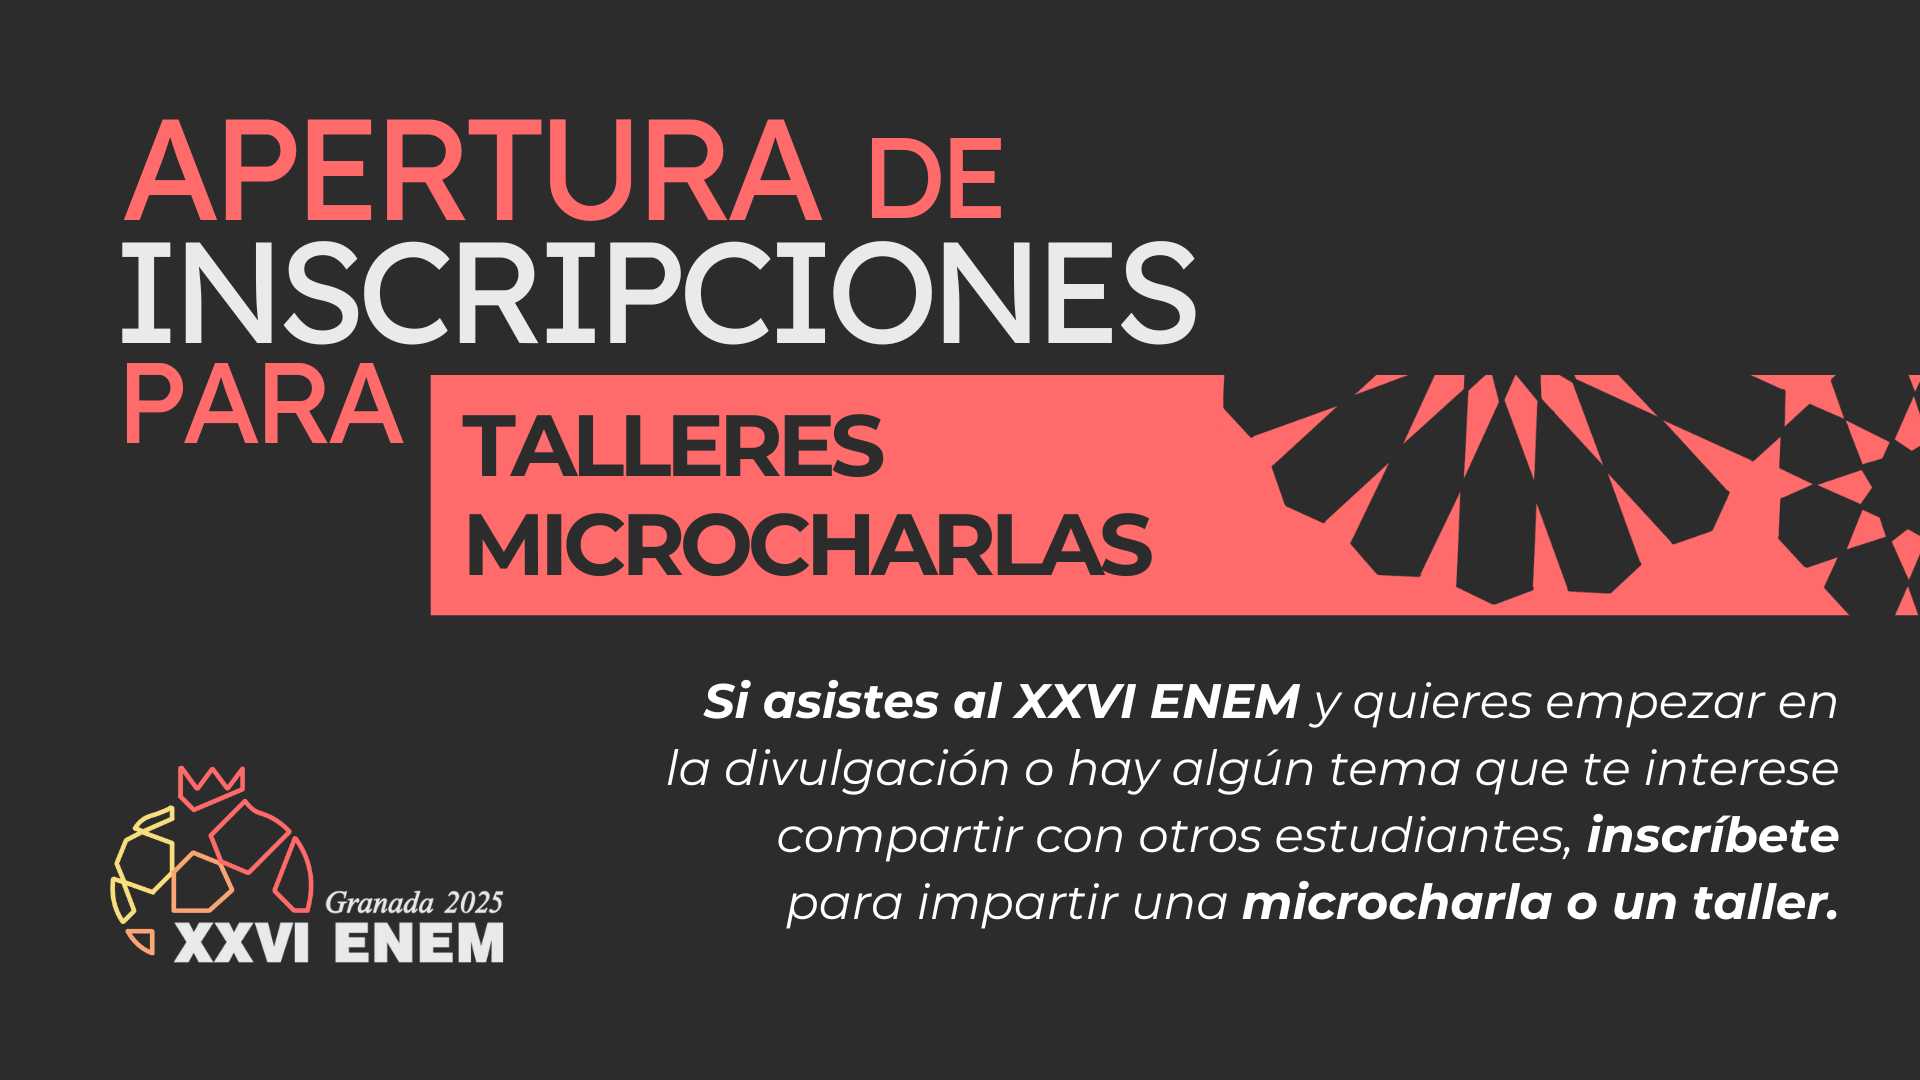 APERTURA DE
INSCRIPCIONES
PARA
TALLERES
MICROCHARLAS
Si asistes al XXVI ENEM y quieres empezar en
la divulgación o hay algún tema que te interese
compartir con otros estudiantes, inscríbete
para impartir una microcharla o un taller.
Granada 2025
XXVI ENEM